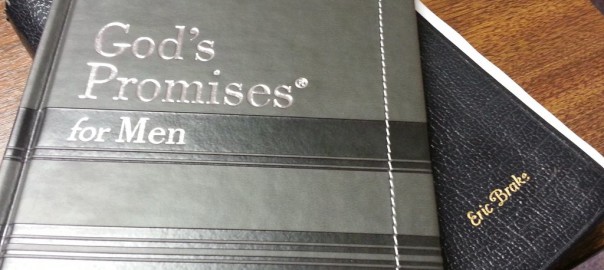 God's
Promises®
for Men
Eric Brake